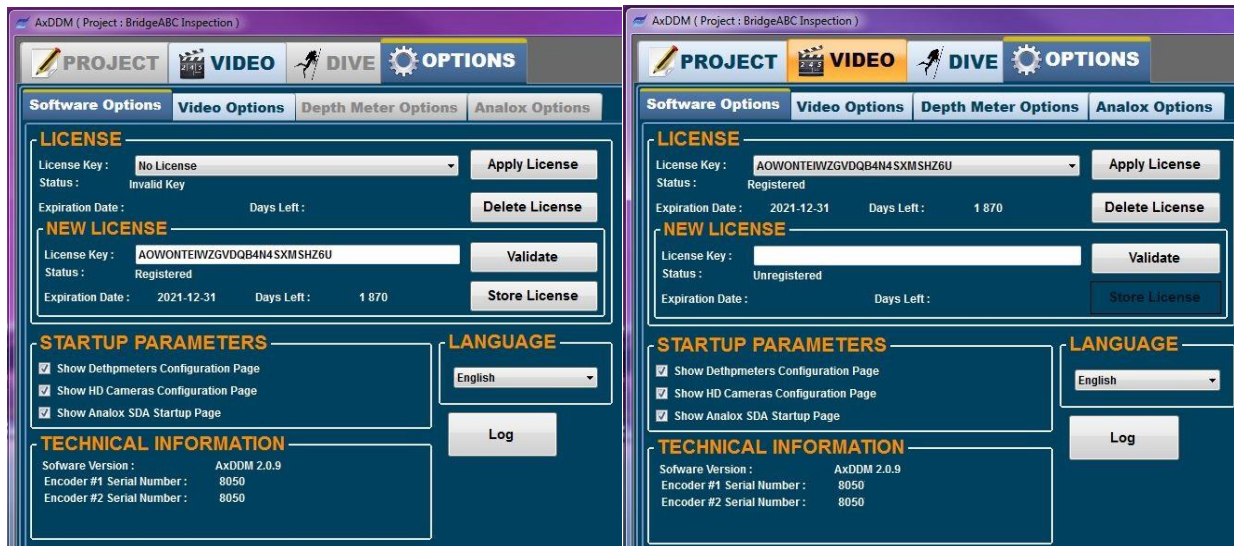 AxDDM ( Project : BridgeABC Inspection )
PROJECT VIDEO DIVE OPTIONS
Software Options Video Options Depth Meter Options Analox Options
LICENSE
License Key : No License Apply License
Status : Invalid Key
Expiration Date : Days Left : Delete License
NEW LICENSE
License Key : AOWONTEIWZGVDQB4N4SXMSHZ6U Validate
Status : Registered
Expiration Date : 2021-12-31 Days Left : 1 870 Store License
STARTUP PARAMETERS
Show Dethpmeters Configuration Page
Show HD Cameras Configuration Page
Show Analox SDA Startup Page
LANGUAGE
English
Log
TECHNICAL INFORMATION
Sofware Version : AxDDM 2.0.9
Encoder #1 Serial Number : 8050
Encoder #2 Serial Number : 8050
AxDDM ( Project : BridgeABC Inspection )
PROJECT VIDEO DIVE OPTIONS
Software Options Video Options Depth Meter Options Analox Options
LICENSE
License Key : AOWONTEIWZGVDQB4N4SXMSHZ6U Apply License
Status : Registered
Expiration Date : 2021-12-31 Days Left : 1 870 Delete License
NEW LICENSE
License Key : Validate
Status : Unregistered
Expiration Date : Days Left : Store License
STARTUP PARAMETERS
Show Dethpmeters Configuration Page
Show HD Cameras Configuration Page
Show Analox SDA Startup Page
LANGUAGE
English
Log
TECHNICAL INFORMATION
Sofware Version : AxDDM 2.0.9
Encoder #1 Serial Number : 8050
Encoder #2 Serial Number : 8050